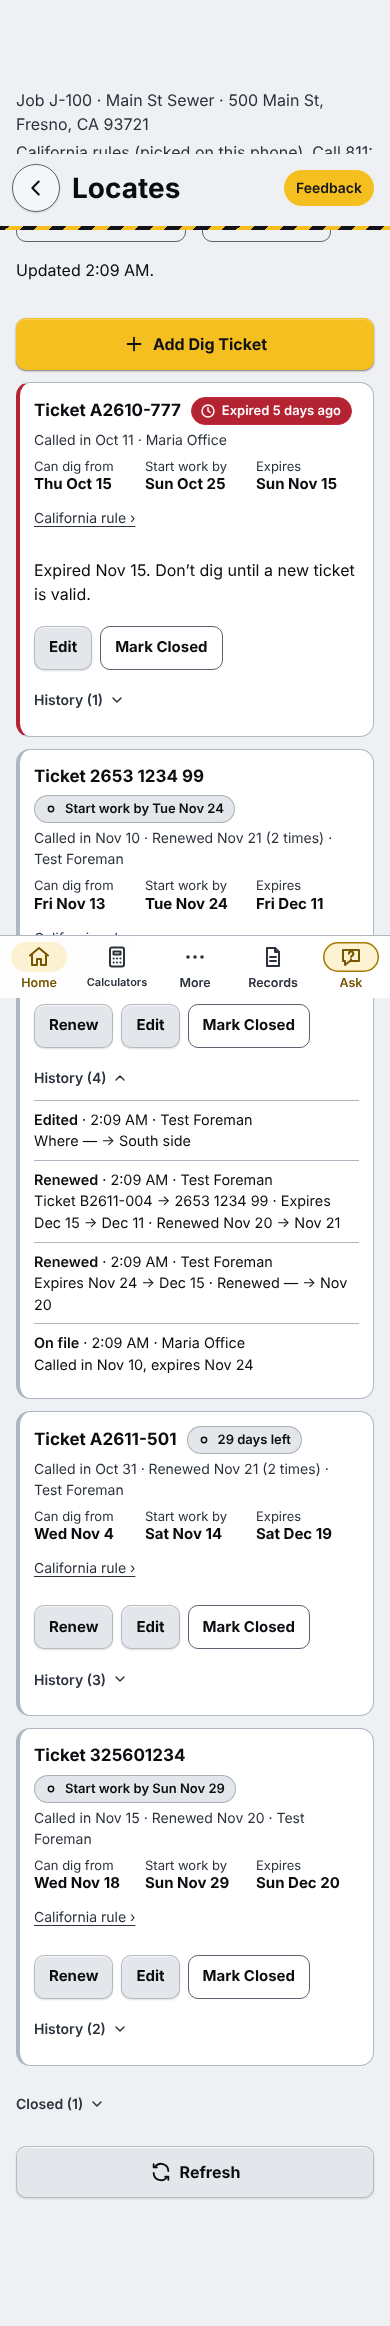 Job J-100 · Main St Sewer · 500 Main St,
Fresno, CA 93721
California rules (picked on this phone). Call 811:
Locates
Feedback
Updated 2:09 AM.
+ Add Dig Ticket
Ticket A2610-777 Expired 5 days ago
Called in Oct 11 · Maria Office
Can dig from Start work by Expires
Thu Oct 15 Sun Oct 25 Sun Nov 15
California rule ›
Expired Nov 15. Don’t dig until a new ticket
is valid.
Edit Mark Closed
History (1)
Ticket 2653 1234 99
Start work by Tue Nov 24
Called in Nov 10 · Renewed Nov 21 (2 times) ·
Test Foreman
Can dig from Start work by Expires
Fri Nov 13 Tue Nov 24 Fri Dec 11
Home Calculators More Records Ask
Renew Edit Mark Closed
History (4)
Edited · 2:09 AM · Test Foreman
Where — → South side
Renewed · 2:09 AM · Test Foreman
Ticket B2611-004 → 2653 1234 99 · Expires
Dec 15 → Dec 11 · Renewed Nov 20 → Nov 21
Renewed · 2:09 AM · Test Foreman
Expires Nov 24 → Dec 15 · Renewed — → Nov
20
On file · 2:09 AM · Maria Office
Called in Nov 10, expires Nov 24
Ticket A2611-501 29 days left
Called in Oct 31 · Renewed Nov 21 (2 times) ·
Test Foreman
Can dig from Start work by Expires
Wed Nov 4 Sat Nov 14 Sat Dec 19
California rule ›
Renew Edit Mark Closed
History (3)
Ticket 325601234
Start work by Sun Nov 29
Called in Nov 15 · Renewed Nov 20 · Test
Foreman
Can dig from Start work by Expires
Wed Nov 18 Sun Nov 29 Sun Dec 20
California rule ›
Renew Edit Mark Closed
History (2)
Closed (1)
Refresh